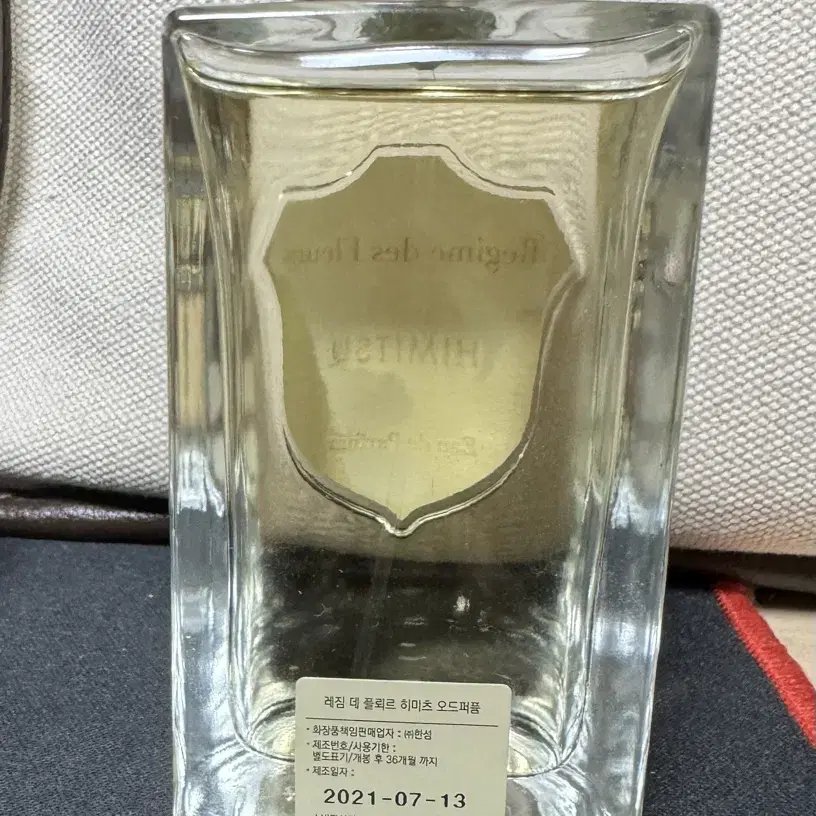 Regime des Fleurs
HIMITSU
Eau de Parfum
레짐 데 플뢰르 히미츠 오드퍼퓸
· 화장품책임판매업자 : ㈜한성
· 제조번호/사용기한 :
별도표기/개봉 후 36개월 까지
· 제조일자 :
2021-07-13